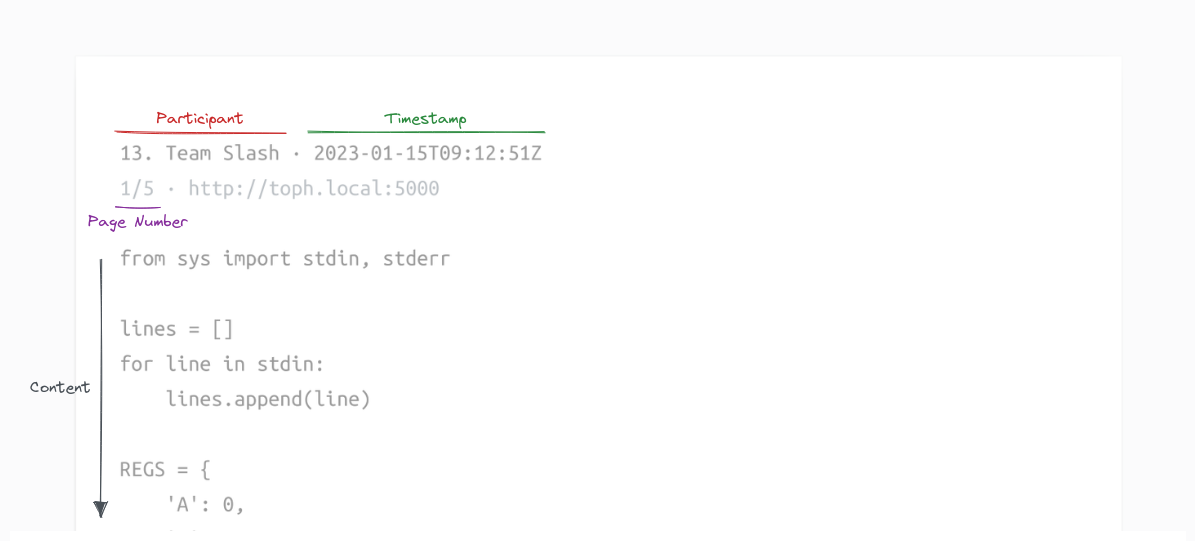 Participant Timestamp
13. Team Slash · 2023-01-15T09:12:51Z
1/5 · http://toph.local:5000
Page Number
from sys import stdin, stderr
lines = []
for line in stdin:
Content
    lines.append(line)
REGS = {
    'A': 0,